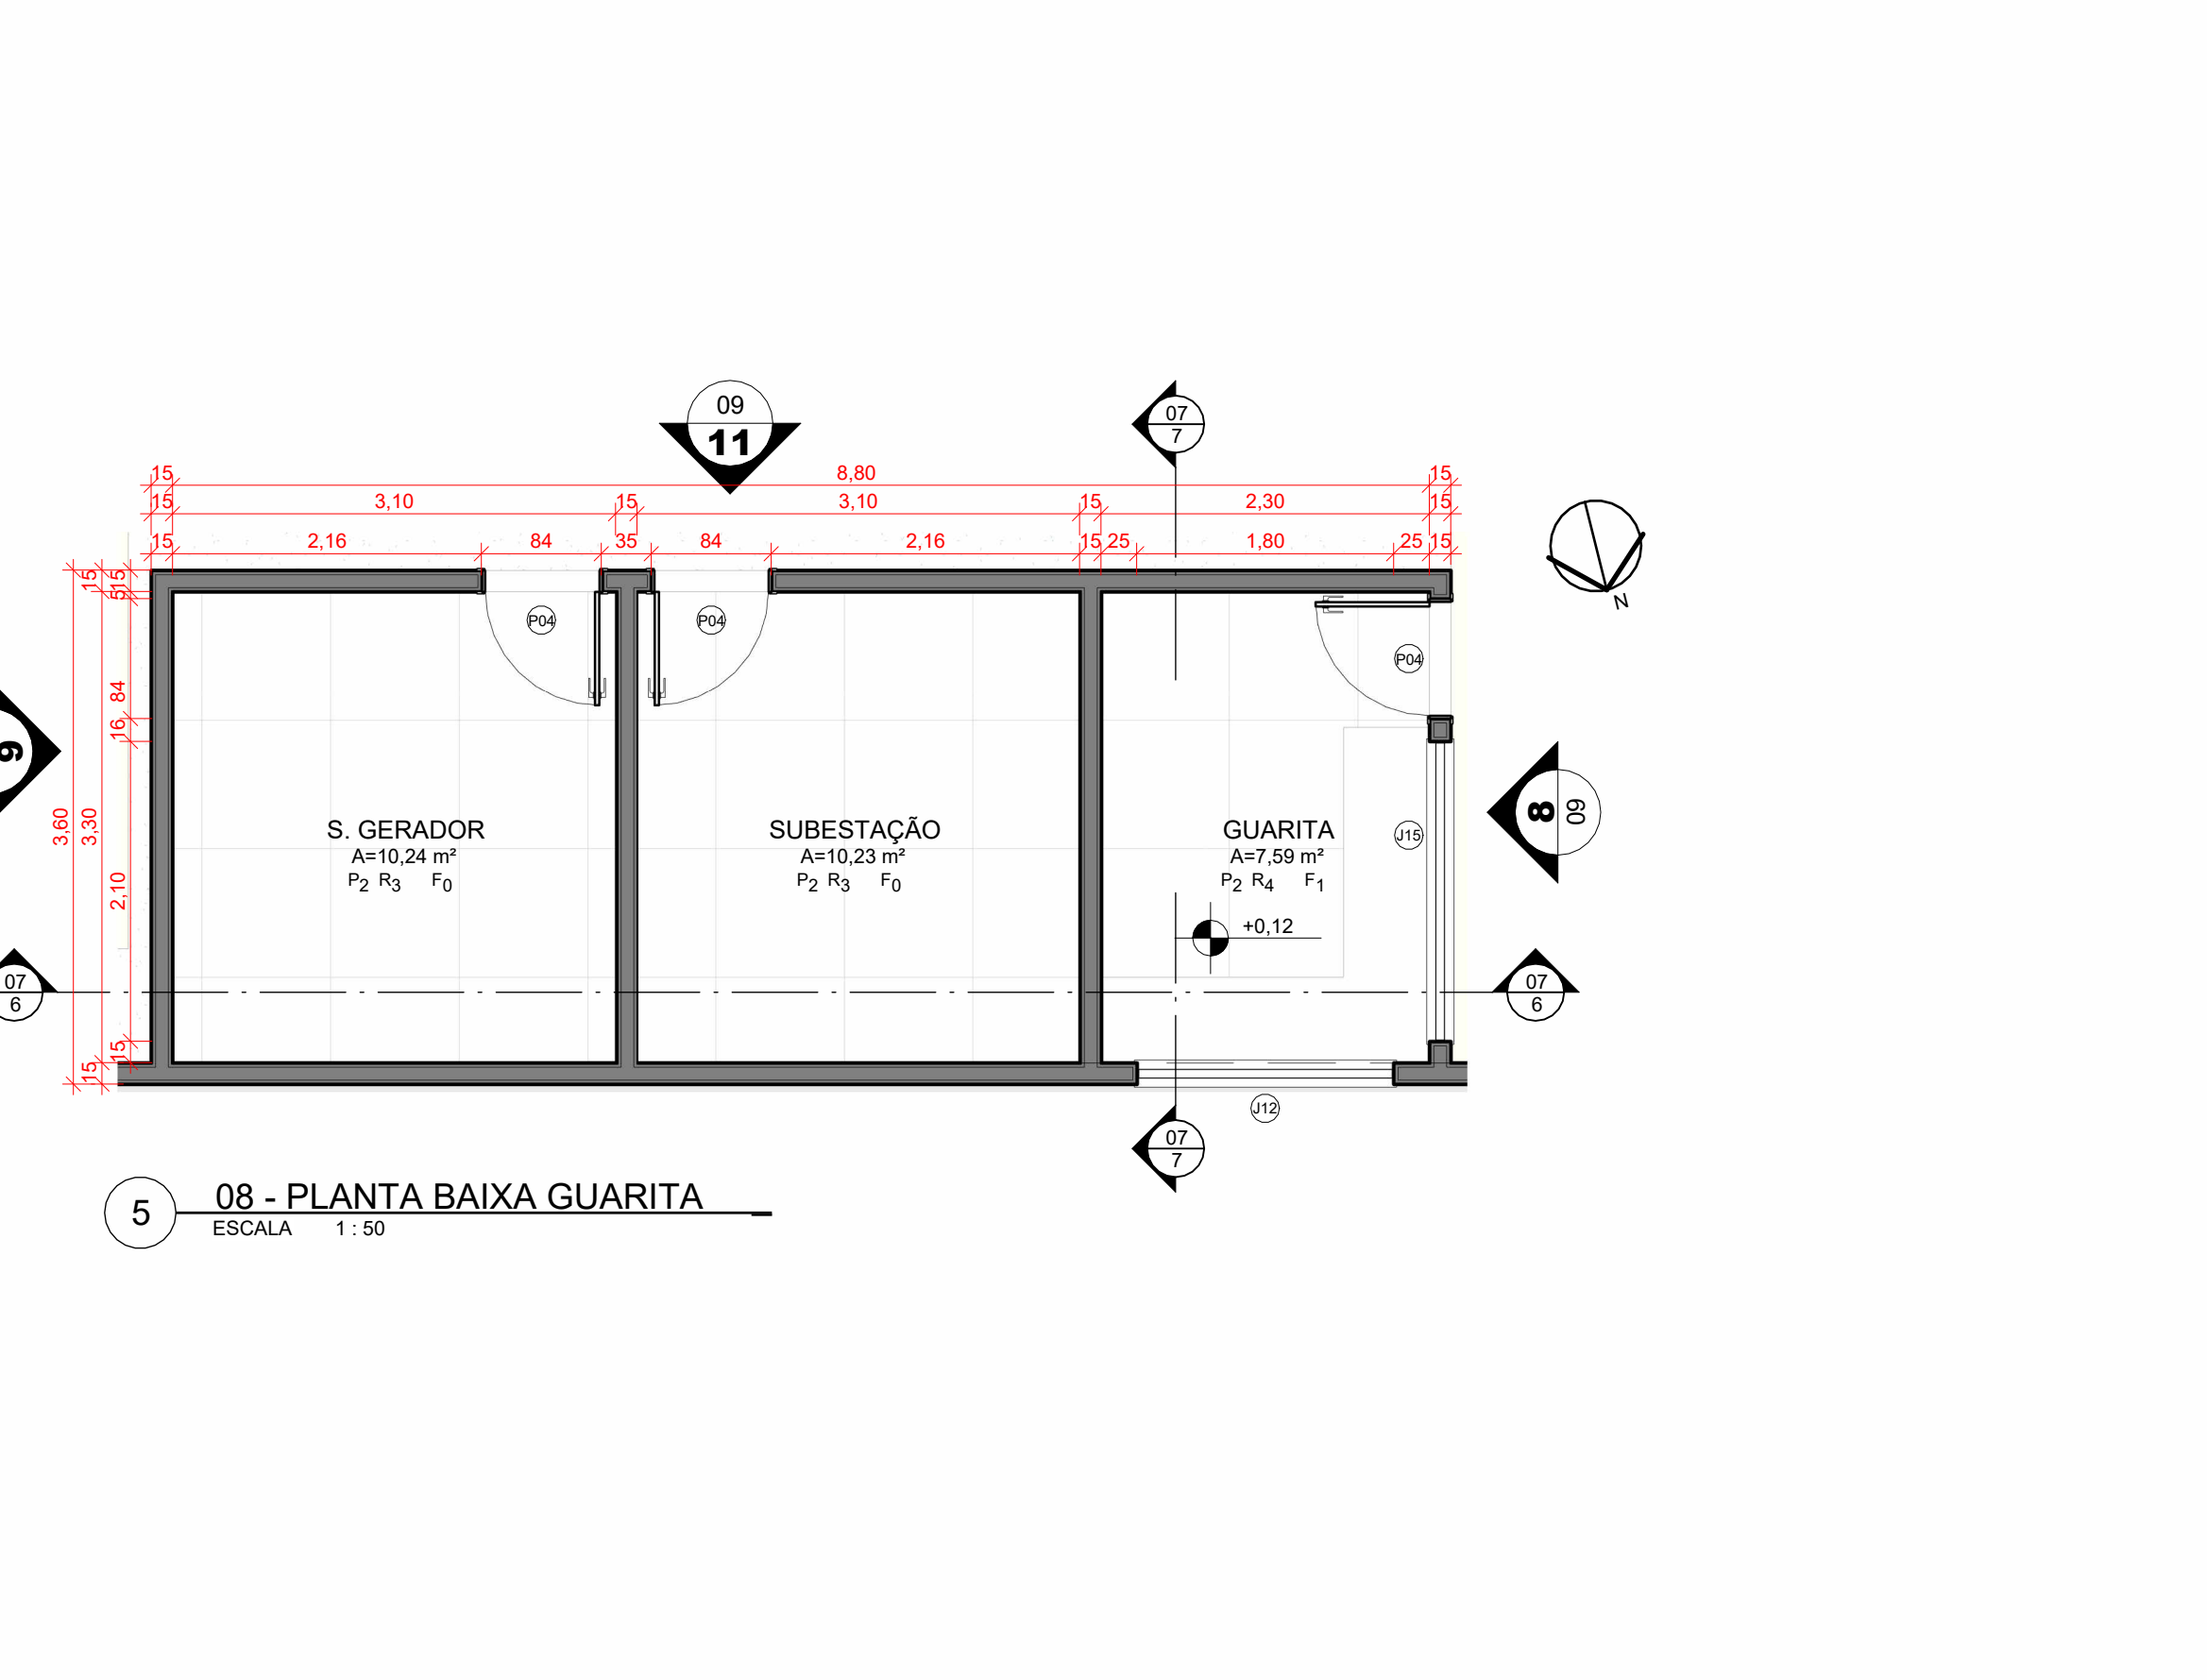 09
11
07
7
15 8,80 15
15 3,10 15 3,10 15 2,30 15
15 2,16 84 35 84 2,16 15 25 1,80 25 15
N
15
15
5
84
16
2,10
15
15
3,30
3,60
P04
P04
P04
9
8
09
J15
S. GERADOR
A=10,24 m²
P2 R3 F0
SUBESTAÇÃO
A=10,23 m²
P2 R3 F0
GUARITA
A=7,59 m²
P2 R4 F1
+0,12
07
6
07
6
J12
07
7
5
08 - PLANTA BAIXA GUARITA
ESCALA 1 : 50